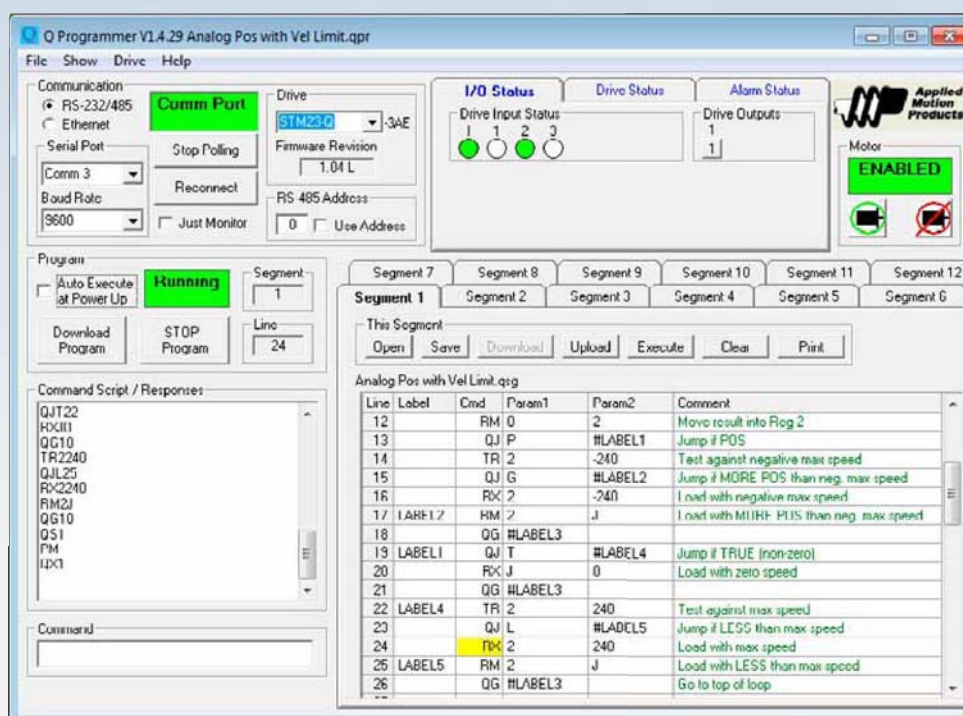 Q Programmer V1.4.29 Analog Pos with Vel Limit.qpr
File Show Drive Help
Communication
RS-232/485
Ethernet
Comm Port
Serial Port
Comm 3
Baud Rate
9600
Stop Polling
Reconnect
Just Monitor
Drive
STM23-Q -3AE
Firmware Revision
1.04 L
RS 485 Address
0 Use Address
I/O Status Drive Status Alarm Status
Drive Input Status
1 2 3
Drive Outputs
1
1
Applied
Motion
Products
Motor
ENABLED
Program
Auto Execute
at Power Up
Running
Segment
1
Download
Program
STOP
Program
Line
24
Command Script / Responses
QJT22
QG10
TR2240
QJL25
RX2240
RM2J
QG10
QS1
PM
QX1
Command
Segment 7 Segment 8 Segment 9 Segment 10 Segment 11 Segment 12
Segment 1 Segment 2 Segment 3 Segment 4 Segment 5 Segment 6
This Segment
Open Save Download Upload Execute Clear Print
Analog Pos with Vel Limit.qsg
Line Label Cmd Param1 Param2 Comment
12 RM 0 2 Move result into Reg 2
13 QJ P #LABEL1 Jump if POS
14 TR 2 -240 Test against negative max speed
15 QJ G #LABEL2 Jump if MORE POS than neg. max speed
16 RX 2 -240 Load with negative max speed
17 LABEL2 RM 2 J Load with MORE POS than neg. max speed
18 QG #LABEL3
19 LABEL1 QJ T #LABEL4 Jump if TRUE (non-zero)
20 RX J 0 Load with zero speed
21 QG #LABEL3
22 LABEL4 TR 2 240 Test against max speed
23 QJ L #LABEL5 Jump if LESS than max speed
24 RX 2 240 Load with max speed
25 LABEL5 RM 2 J Load with LESS than max speed
26 QG #LABEL3 Go to top of loop